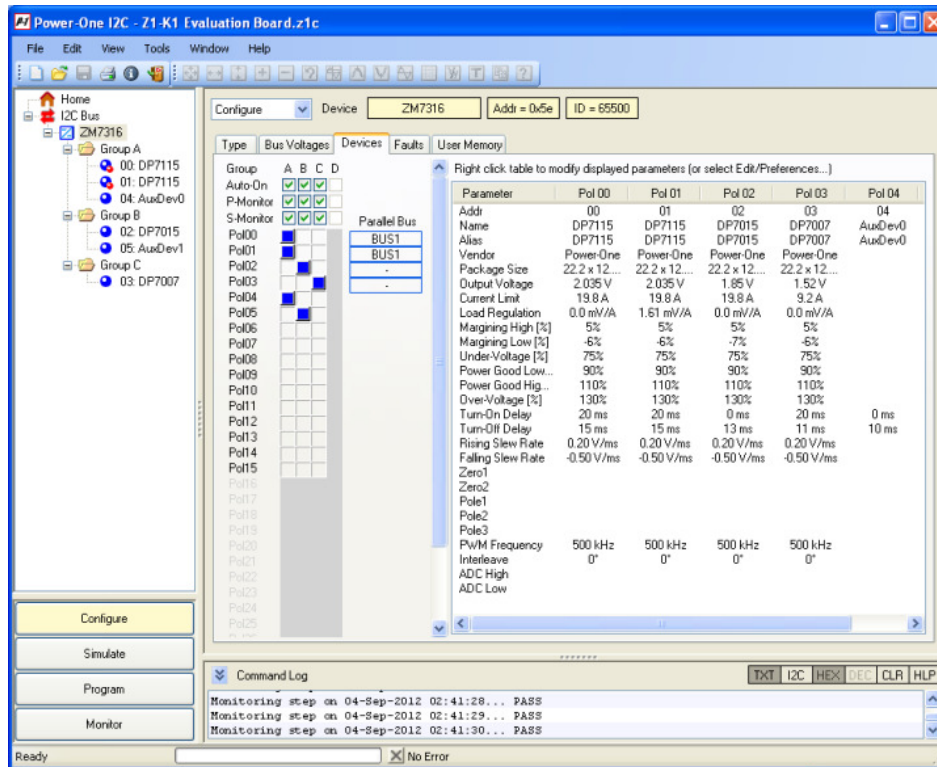 Power-One I2C - Z1-K1 Evaluation Board.z1c
File Edit View Tools Window Help
Home
I2C Bus
ZM7316
Group A
00: DP7115
01: DP7115
04: AuxDev0
Group B
02: DP7015
05: AuxDev1
Group C
03: DP7007
Configure
Simulate
Program
Monitor
Configure Device ZM7316 Addr = 0x5e ID = 65500
Type Bus Voltages Devices Faults User Memory
Group A B C D
Auto-On
P-Monitor
S-Monitor Parallel Bus
Pol00 BUS1
Pol01 BUS1
Pol02 -
Pol03 -
Pol04
Pol05
Pol06
Pol07
Pol08
Pol09
Pol10
Pol11
Pol12
Pol13
Pol14
Pol15
Pol16
Pol17
Pol18
Pol19
Pol20
Pol21
Pol22
Pol23
Pol24
Pol25
Right click table to modify displayed parameters (or select Edit/Preferences...)
Parameter Pol 00 Pol 01 Pol 02 Pol 03 Pol 04
Addr 00 01 02 03 04
Name DP7115 DP7115 DP7015 DP7007 AuxDev0
Alias DP7115 DP7115 DP7015 DP7007 AuxDev0
Vendor Power-One Power-One Power-One Power-One
Package Size 22.2 x 12.... 22.2 x 12.... 22.2 x 12.... 22.2 x 12....
Output Voltage 2.035 V 2.035 V 1.85 V 1.52 V
Current Limit 19.8 A 19.8 A 19.8 A 9.2 A
Load Regulation 0.0 mV/A 1.61 mV/A 0.0 mV/A 0.0 mV/A
Margining High [%] 5% 5% 5% 5%
Margining Low [%] -6% -6% -7% -6%
Under-Voltage [%] 75% 75% 75% 75%
Power Good Low... 90% 90% 90% 90%
Power Good Hig... 110% 110% 110% 110%
Over-Voltage [%] 130% 130% 130% 130%
Turn-On Delay 20 ms 20 ms 0 ms 20 ms 0 ms
Turn-Off Delay 15 ms 15 ms 13 ms 11 ms 10 ms
Rising Slew Rate 0.20 V/ms 0.20 V/ms 0.20 V/ms 0.20 V/ms
Falling Slew Rate -0.50 V/ms -0.50 V/ms -0.50 V/ms -0.50 V/ms
Zero1
Zero2
Pole1
Pole2
Pole3
PWM Frequency 500 kHz 500 kHz 500 kHz 500 kHz
Interleave 0° 0° 0° 0°
ADC High
ADC Low
Command Log TXT I2C HEX DEC CLR HLP
Monitoring step on 04-Sep-2012 02:41:28... PASS
Monitoring step on 04-Sep-2012 02:41:29... PASS
Monitoring step on 04-Sep-2012 02:41:30... PASS
Ready No Error